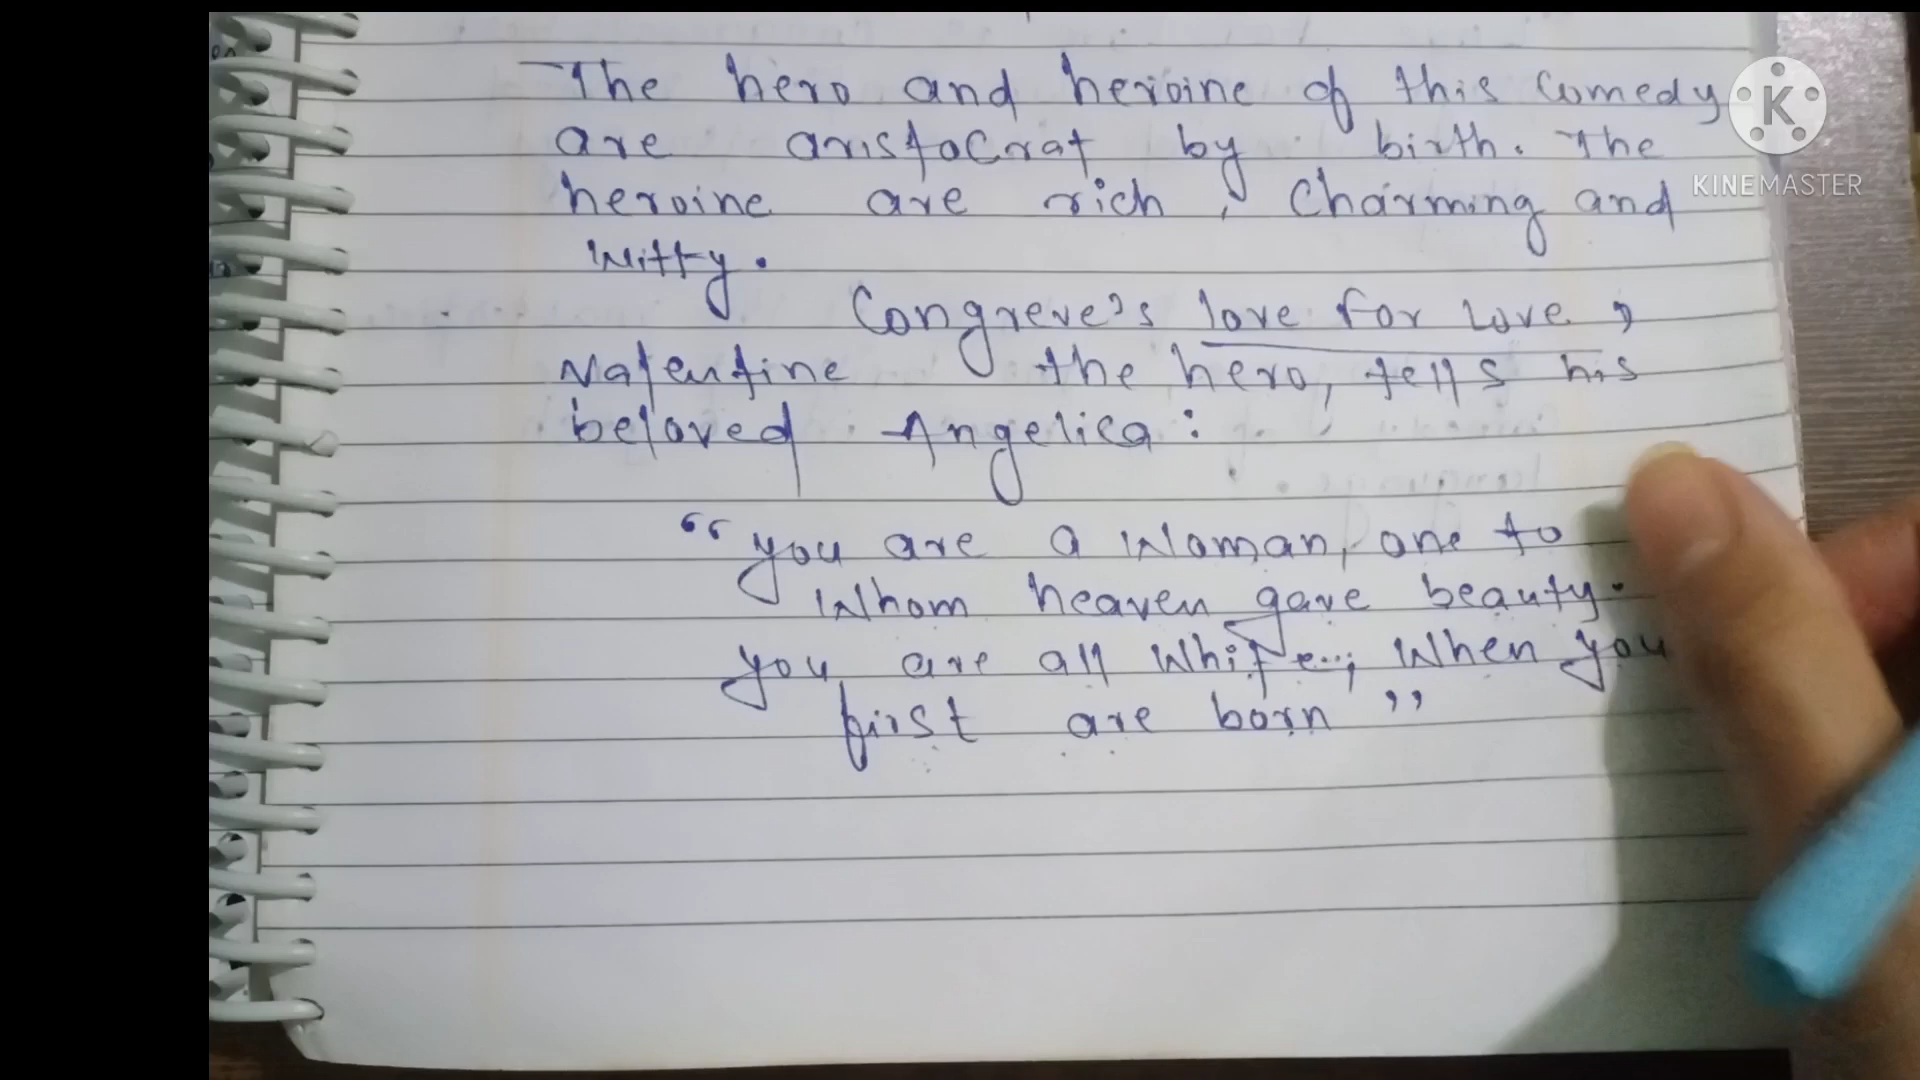 The hero and heroine of this Comedy
are aristocrat by birth. The
heroine are rich, Charming and
witty.
Congreve's love for Love,
Valentine the hero, tells his
beloved Angelica:
“you are a Woman, one to
Whom heaven gave beauty.
you are all White..; When you
first are born”
K
KINEMASTER